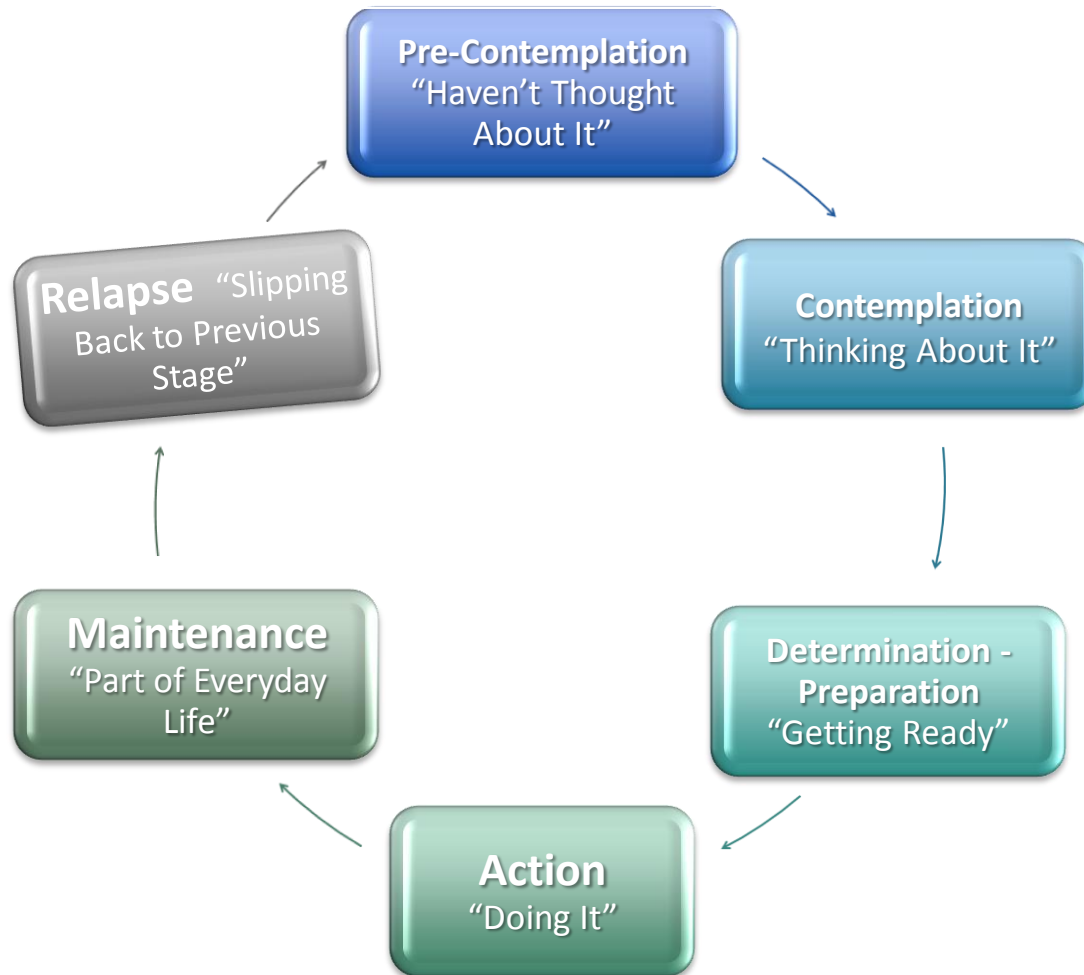 Pre-Contemplation
“Haven’t Thought
About It”
Contemplation
“Thinking About It”
Determination -
Preparation
“Getting Ready”
Action
“Doing It”
Maintenance
“Part of Everyday
Life”
Relapse “Slipping
Back to Previous
Stage”